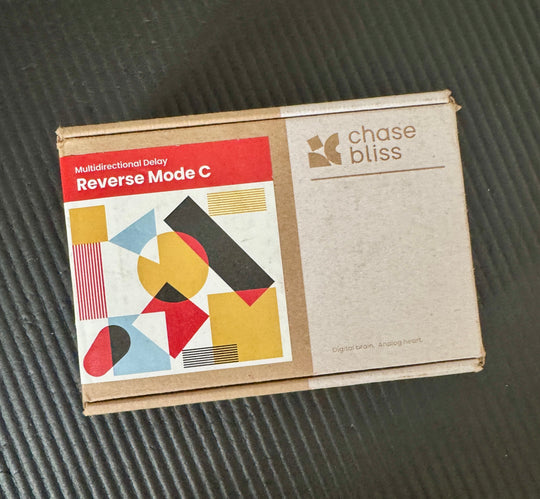 Multidirectional Delay
Reverse Mode C
chase
bliss
Digital brain. Analog heart.